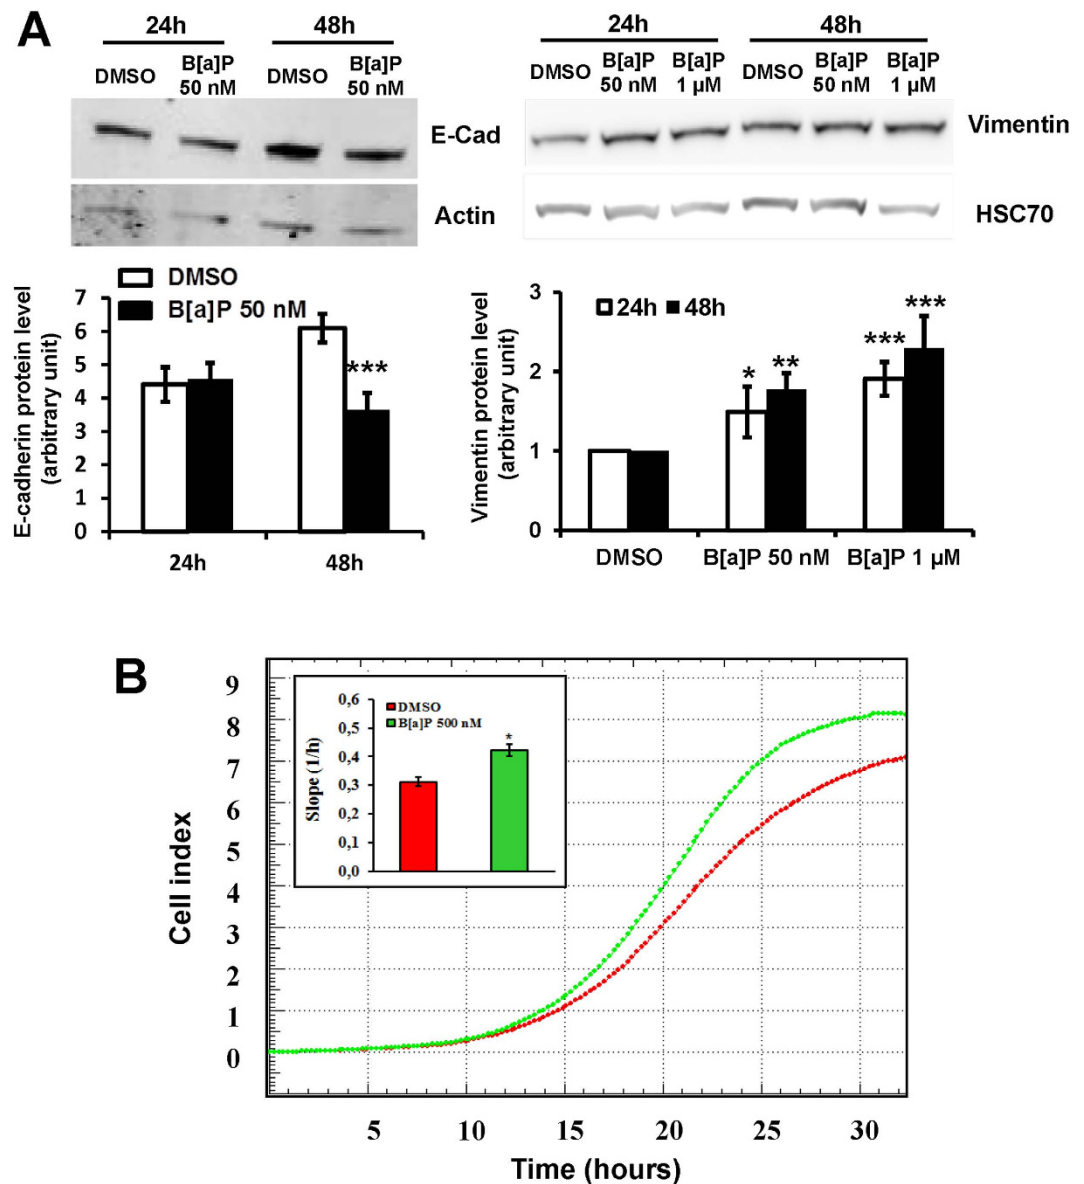 A
24h 48h
DMSO B[a]P 50 nM DMSO B[a]P 50 nM
E-Cad
Actin
24h 48h
DMSO B[a]P 50 nM B[a]P 1 µM DMSO B[a]P 50 nM B[a]P 1 µM
Vimentin
HSC70
DMSO
B[a]P 50 nM
E-cadherin protein level
(arbitrary unit)
7
6
5
4
3
2
1
0
***
24h 48h
Vimentin protein level
(arbitrary unit)
3
2
1
0
24h 48h
* ** *** ***
DMSO B[a]P 50 nM B[a]P 1 µM
B
Cell index
9
8
7
6
5
4
3
2
1
0
Slope (1/h)
0,6
0,5
0,4
0,3
0,2
0,1
0,0
DMSO
B[a]P 500 nM
*
5 10 15 20 25 30
Time (hours)